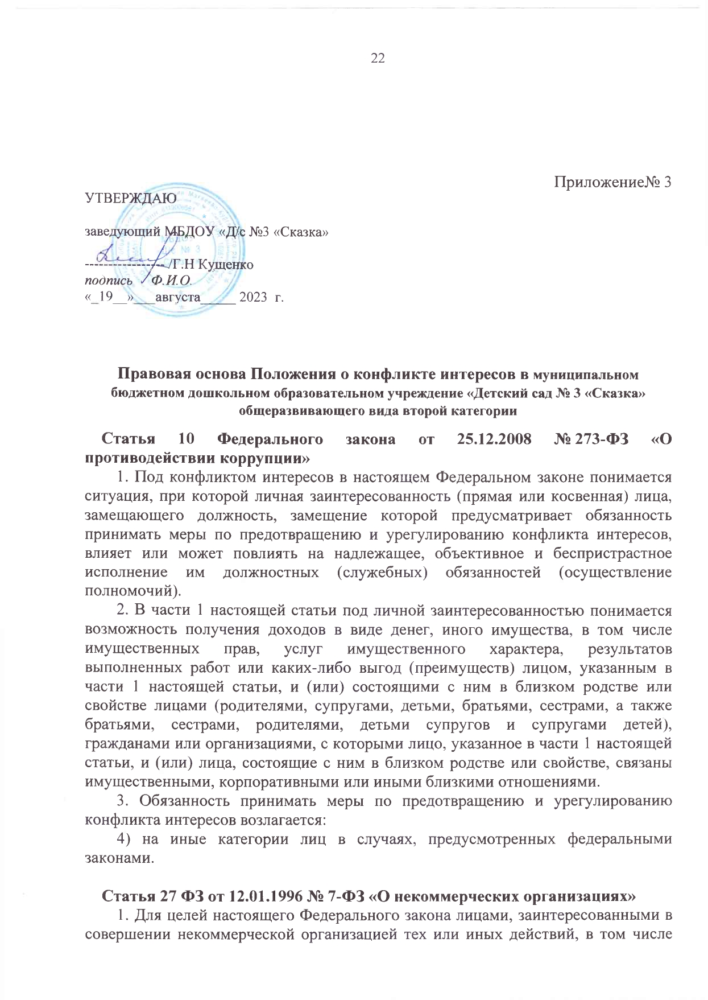 22
Приложение№ 3
УТВЕРЖДАЮ
заведующий МБДОУ «Д/с №3 «Сказка»
----------------- /Г.Н Кущенко
подпись Ф.И.О.
«_19__»___августа_____ 2023 г.
Правовая основа Положения о конфликте интересов в муниципальном
бюджетном дошкольном образовательном учреждение «Детский сад № 3 «Сказка»
общеразвивающего вида второй категории
Статья 10 Федерального закона от 25.12.2008 № 273-ФЗ «О
противодействии коррупции»
1. Под конфликтом интересов в настоящем Федеральном законе понимается
ситуация, при которой личная заинтересованность (прямая или косвенная) лица,
замещающего должность, замещение которой предусматривает обязанность
принимать меры по предотвращению и урегулированию конфликта интересов,
влияет или может повлиять на надлежащее, объективное и беспристрастное
исполнение им должностных (служебных) обязанностей (осуществление
полномочий).
2. В части 1 настоящей статьи под личной заинтересованностью понимается
возможность получения доходов в виде денег, иного имущества, в том числе
имущественных прав, услуг имущественного характера, результатов
выполненных работ или каких-либо выгод (преимуществ) лицом, указанным в
части 1 настоящей статьи, и (или) состоящими с ним в близком родстве или
свойстве лицами (родителями, супругами, детьми, братьями, сестрами, а также
братьями, сестрами, родителями, детьми супругов и супругами детей),
гражданами или организациями, с которыми лицо, указанное в части 1 настоящей
статьи, и (или) лица, состоящие с ним в близком родстве или свойстве, связаны
имущественными, корпоративными или иными близкими отношениями.
3. Обязанность принимать меры по предотвращению и урегулированию
конфликта интересов возлагается:
4) на иные категории лиц в случаях, предусмотренных федеральными
законами.
Статья 27 ФЗ от 12.01.1996 № 7-ФЗ «О некоммерческих организациях»
1. Для целей настоящего Федерального закона лицами, заинтересованными в
совершении некоммерческой организацией тех или иных действий, в том числе